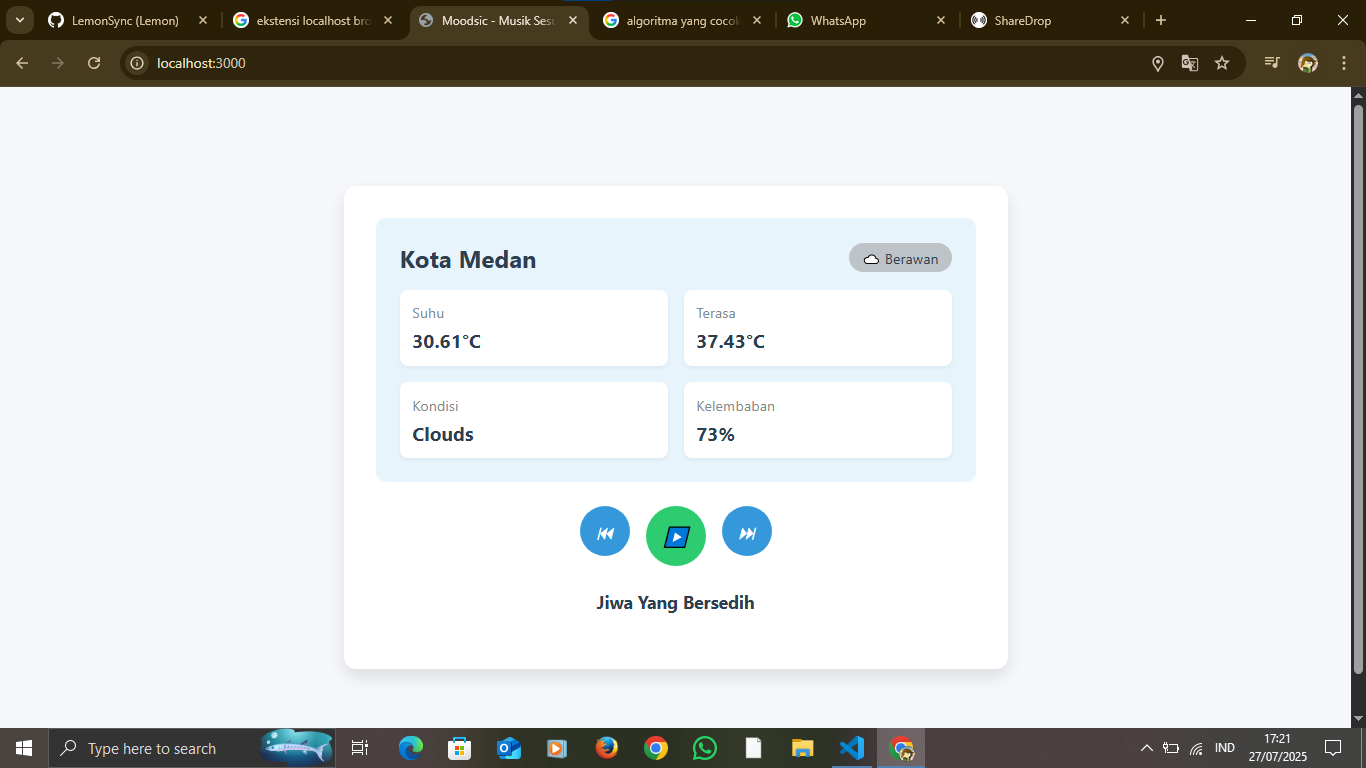 LemonSync (Lemon)
ekstensi localhost bro
Moodsic - Musik Sesu
algoritma yang cocok
WhatsApp
ShareDrop
localhost:3000
Kota Medan
Berawan
Suhu
30.61°C
Terasa
37.43°C
Kondisi
Clouds
Kelembaban
73%
Jiwa Yang Bersedih
Type here to search
IND
17:21
27/07/2025